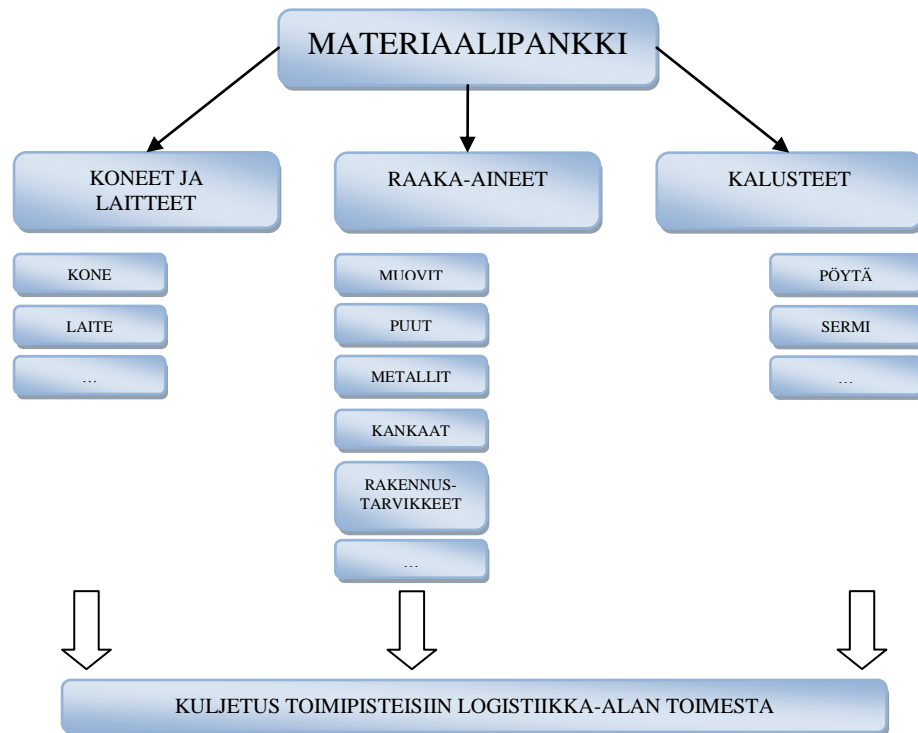 MATERIAALIPANKKI
KONEET JA
LAITTEET
KONE
LAITE
…
RAAKA-AINEET
MUOVIT
PUUT
METALLIT
KANKAAT
RAKENNUS-
TARVIKKEET
…
KALUSTEET
PÖYTÄ
SERMI
…
KULJETUS TOIMIPISTEISIIN LOGISTIIKKA-ALAN TOIMESTA